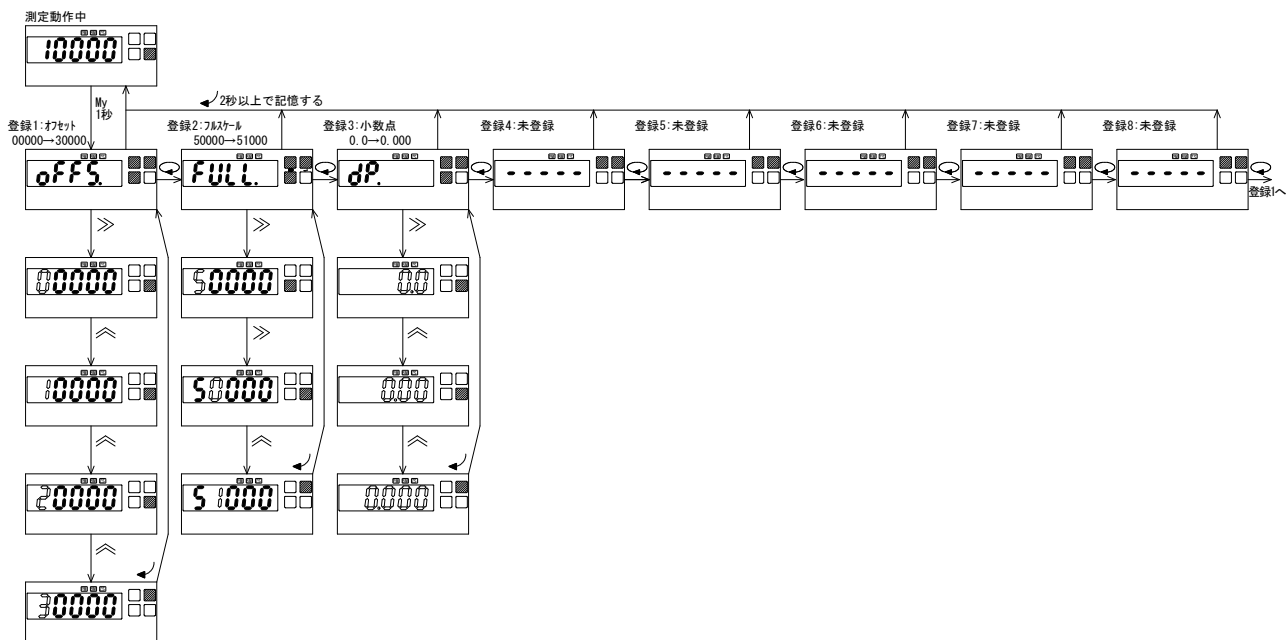 測定動作中
10000
My
1秒
2秒以上で記憶する
登録1:オフセット
00000→30000
登録2:フルスケール
50000→51000
登録3:小数点
0.0→0.000
登録4:未登録
登録5:未登録
登録6:未登録
登録7:未登録
登録8:未登録
oFFS.
FULL.
dP.
-----
-----
-----
-----
-----
登録1へ
00000
50000
0.0
10000
50000
0.00
20000
51000
0.000
30000